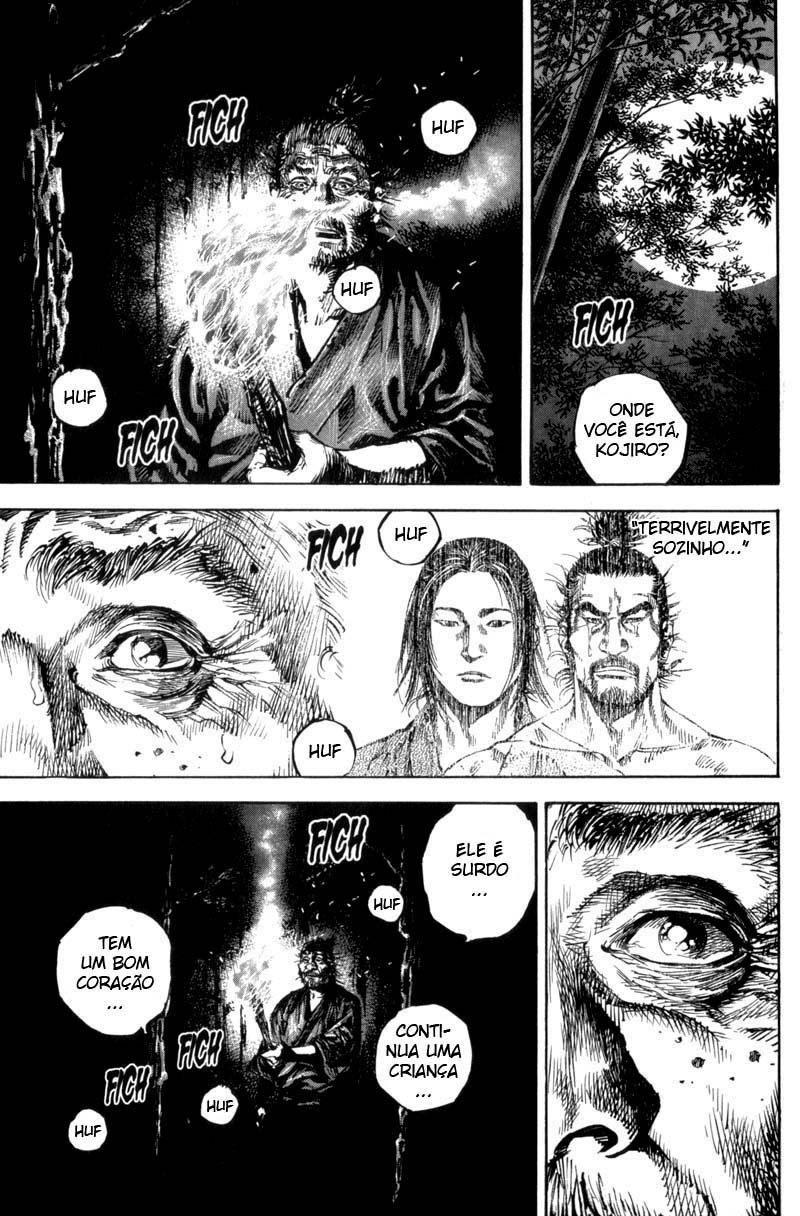 FICH
ONDE
VOCÊ ESTÁ,
KOJIRO?
HUF
FICH
HUF
HUF
FICH
"TERRIVELMENTE
SOZINHO..."
HUF
FICH
HUF
ELE É
SURDO
...
FICH
HUF
CONTI-
NUA UMA
CRIANÇA
...
TEM
UM BOM
CORAÇÃO
...
FICH
HUF
FICH
HUF